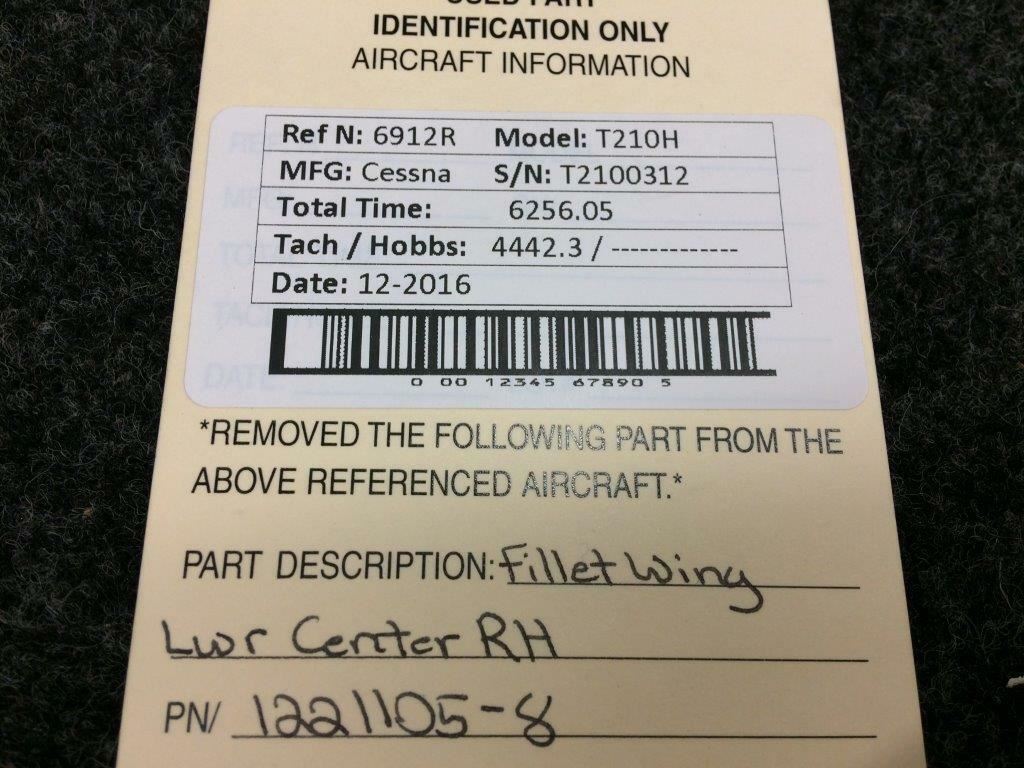 USED PART
IDENTIFICATION ONLY
AIRCRAFT INFORMATION
Ref N: 6912R Model: T210H
MFG: Cessna S/N: T2100312
Total Time: 6256.05
Tach / Hobbs: 4442.3 / -------------
Date: 12-2016
0 00 12345 67890 5
*REMOVED THE FOLLOWING PART FROM THE
ABOVE REFERENCED AIRCRAFT.*
PART DESCRIPTION: Fillet Wing
Lwr Center RH
PN/ 1221105-8